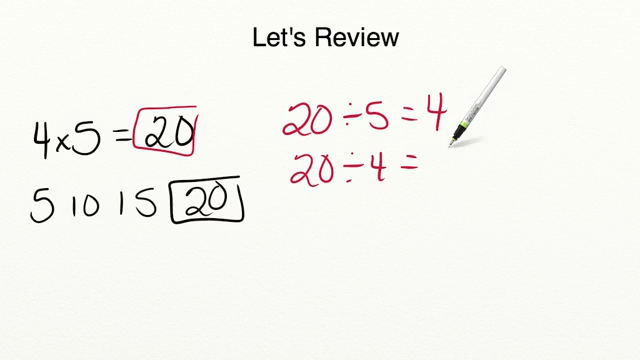 Let's Review
4x5 = 20
5 10 15 20
20 ÷ 5 = 4
20 ÷ 4 =